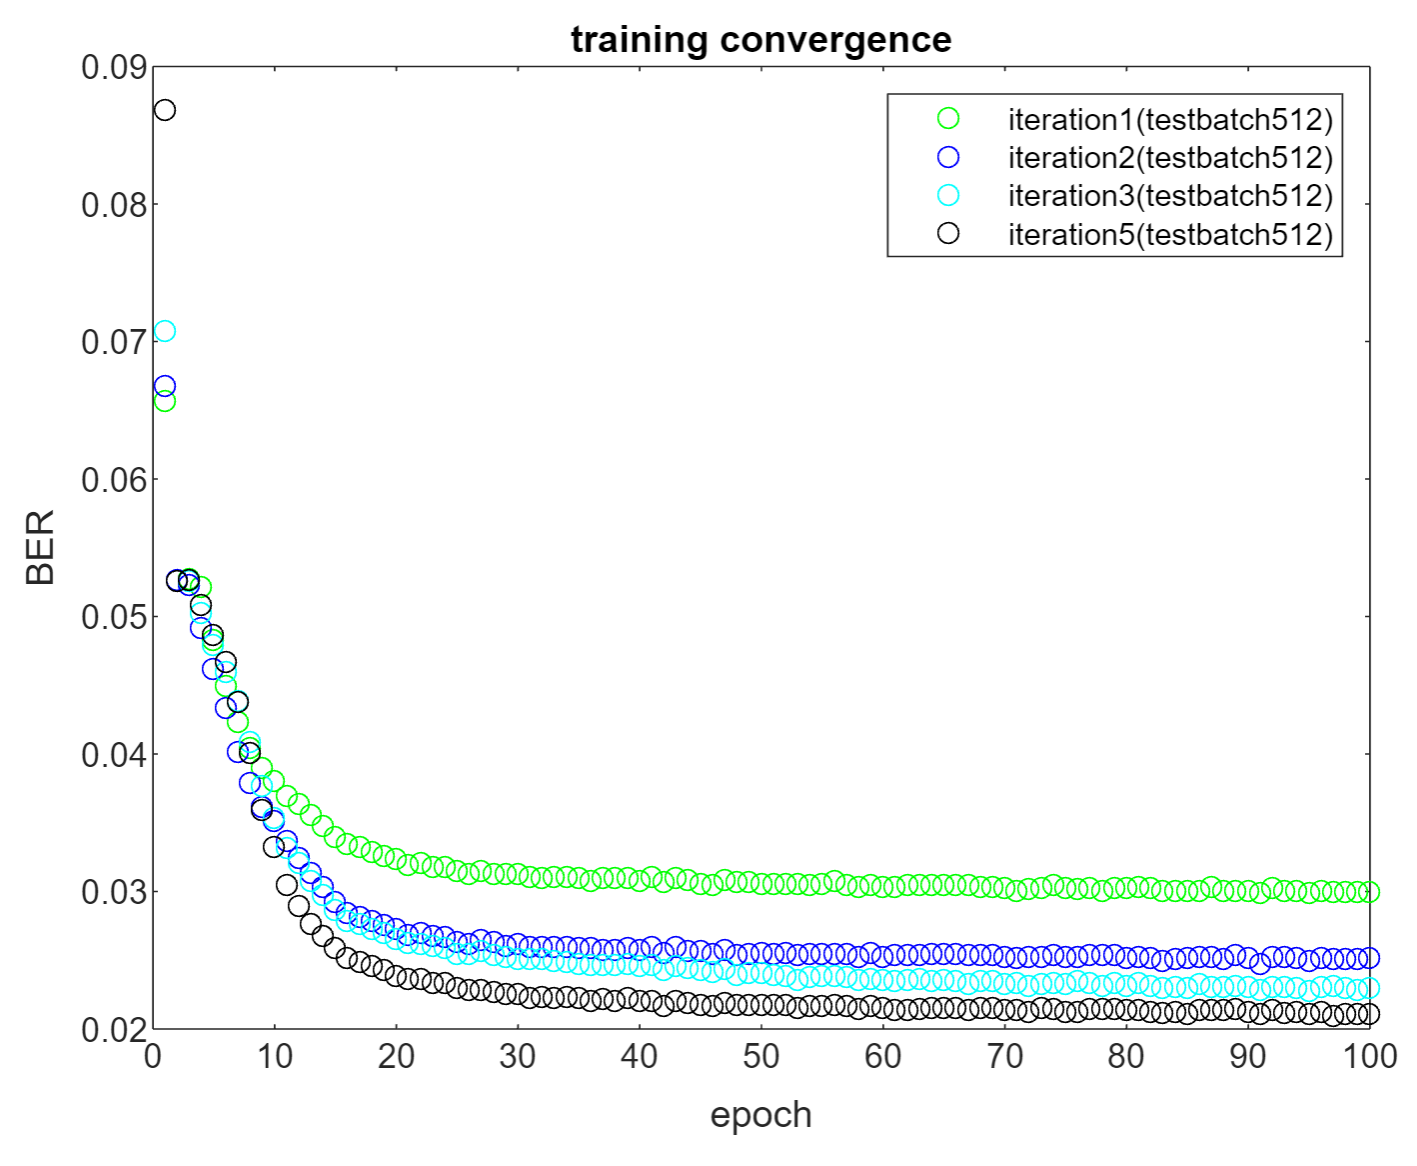 training convergence
0.09
0.08
0.07
0.06
0.05
0.04
0.03
0.02
BER
iteration1(testbatch512)
iteration2(testbatch512)
iteration3(testbatch512)
iteration5(testbatch512)
0 10 20 30 40 50 60 70 80 90 100
epoch